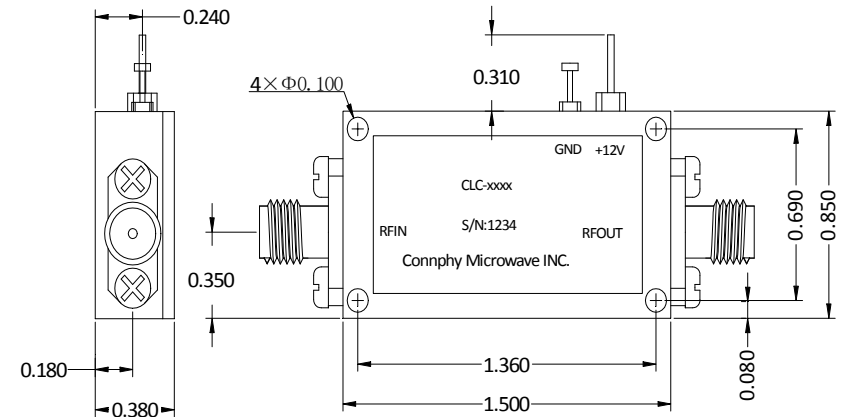 0.240
0.310
4×Φ0.100
GND +12V
CLC-xxxx
S/N:1234
RFIN
RFOUT
Connphy Microwave INC.
0.690
0.850
0.350
0.180
0.380
1.360
1.500
0.080